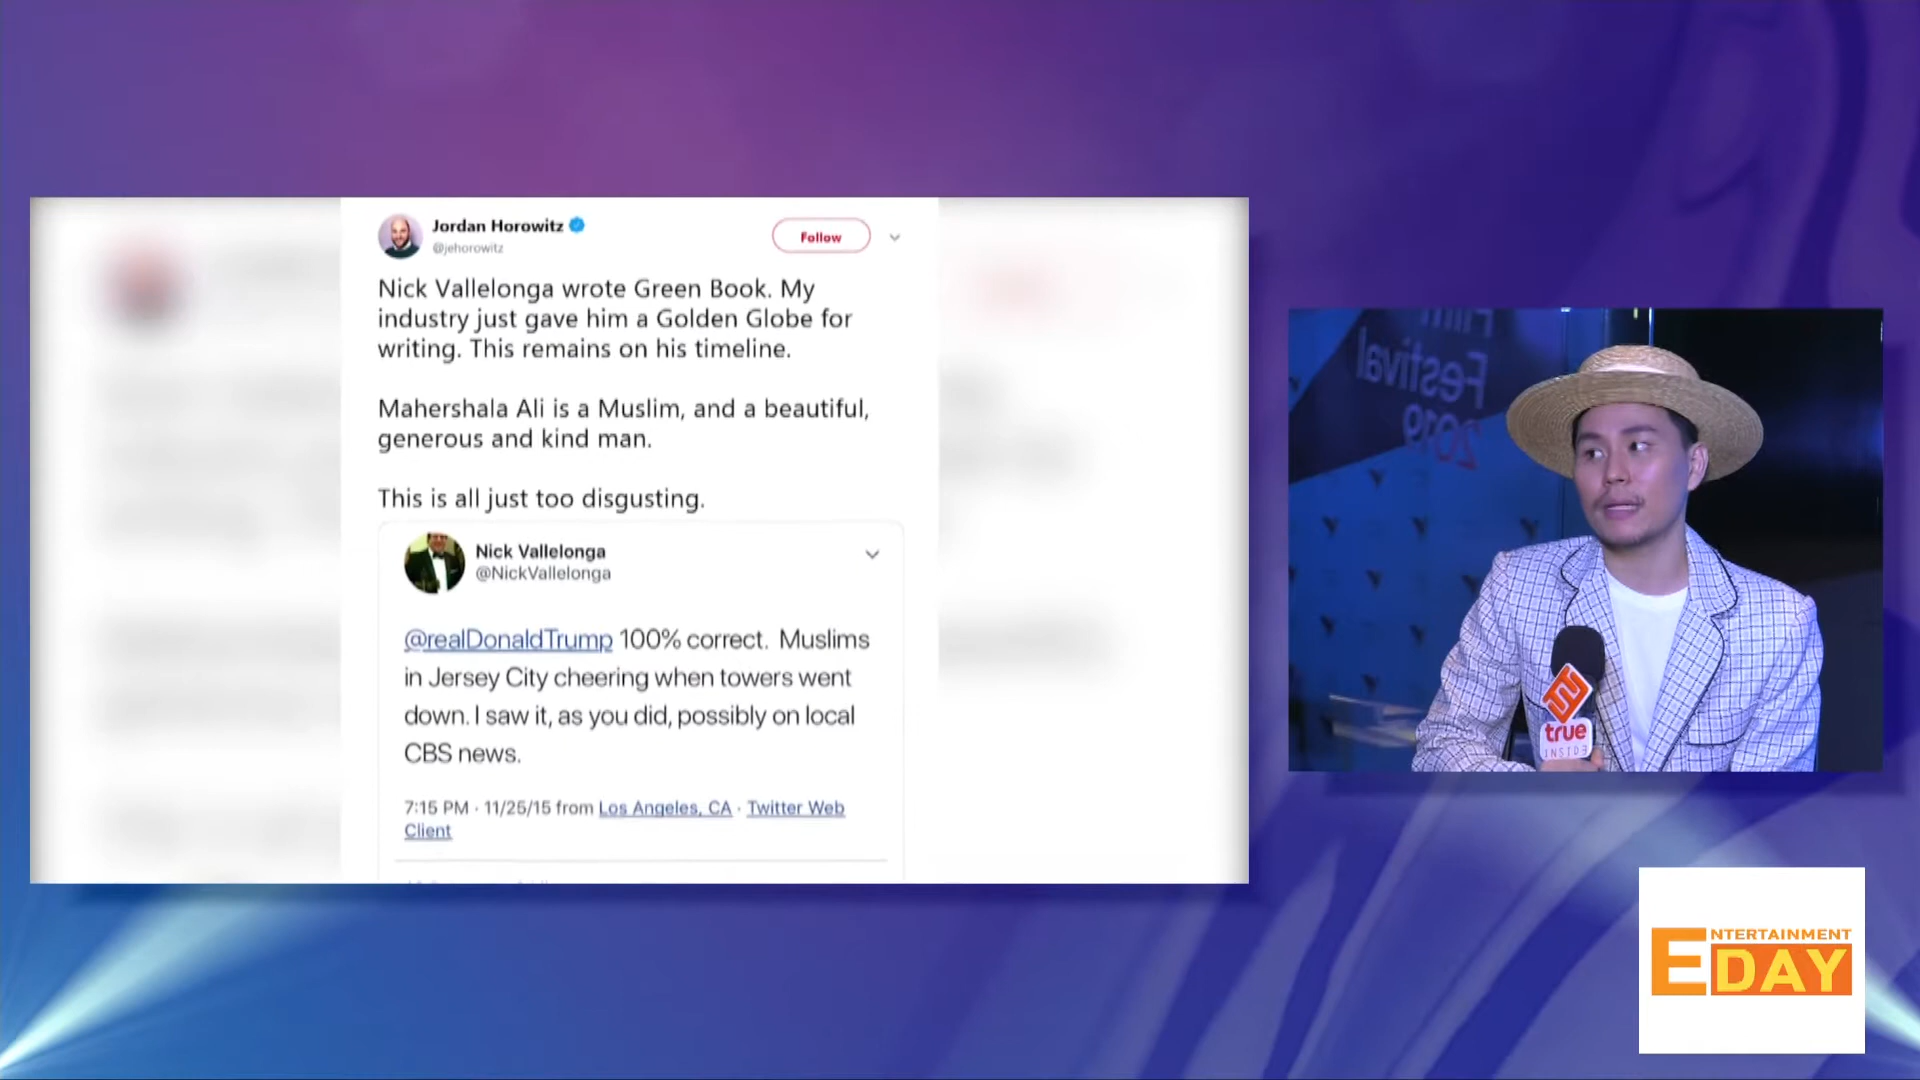 Jordan Horowitz
@jehorowitz
Follow
Nick Vallelonga wrote Green Book. My
industry just gave him a Golden Globe for
writing. This remains on his timeline.
Mahershala Ali is a Muslim, and a beautiful,
generous and kind man.
This is all just too disgusting.
Nick Vallelonga
@NickVallelonga
@realDonaldTrump 100% correct. Muslims
in Jersey City cheering when towers went
down. I saw it, as you did, possibly on local
CBS news.
7:15 PM · 11/25/15 from Los Angeles, CA · Twitter Web
Client
Film
Festival
2019
true
INSIDE
ENTERTAINMENT
DAY